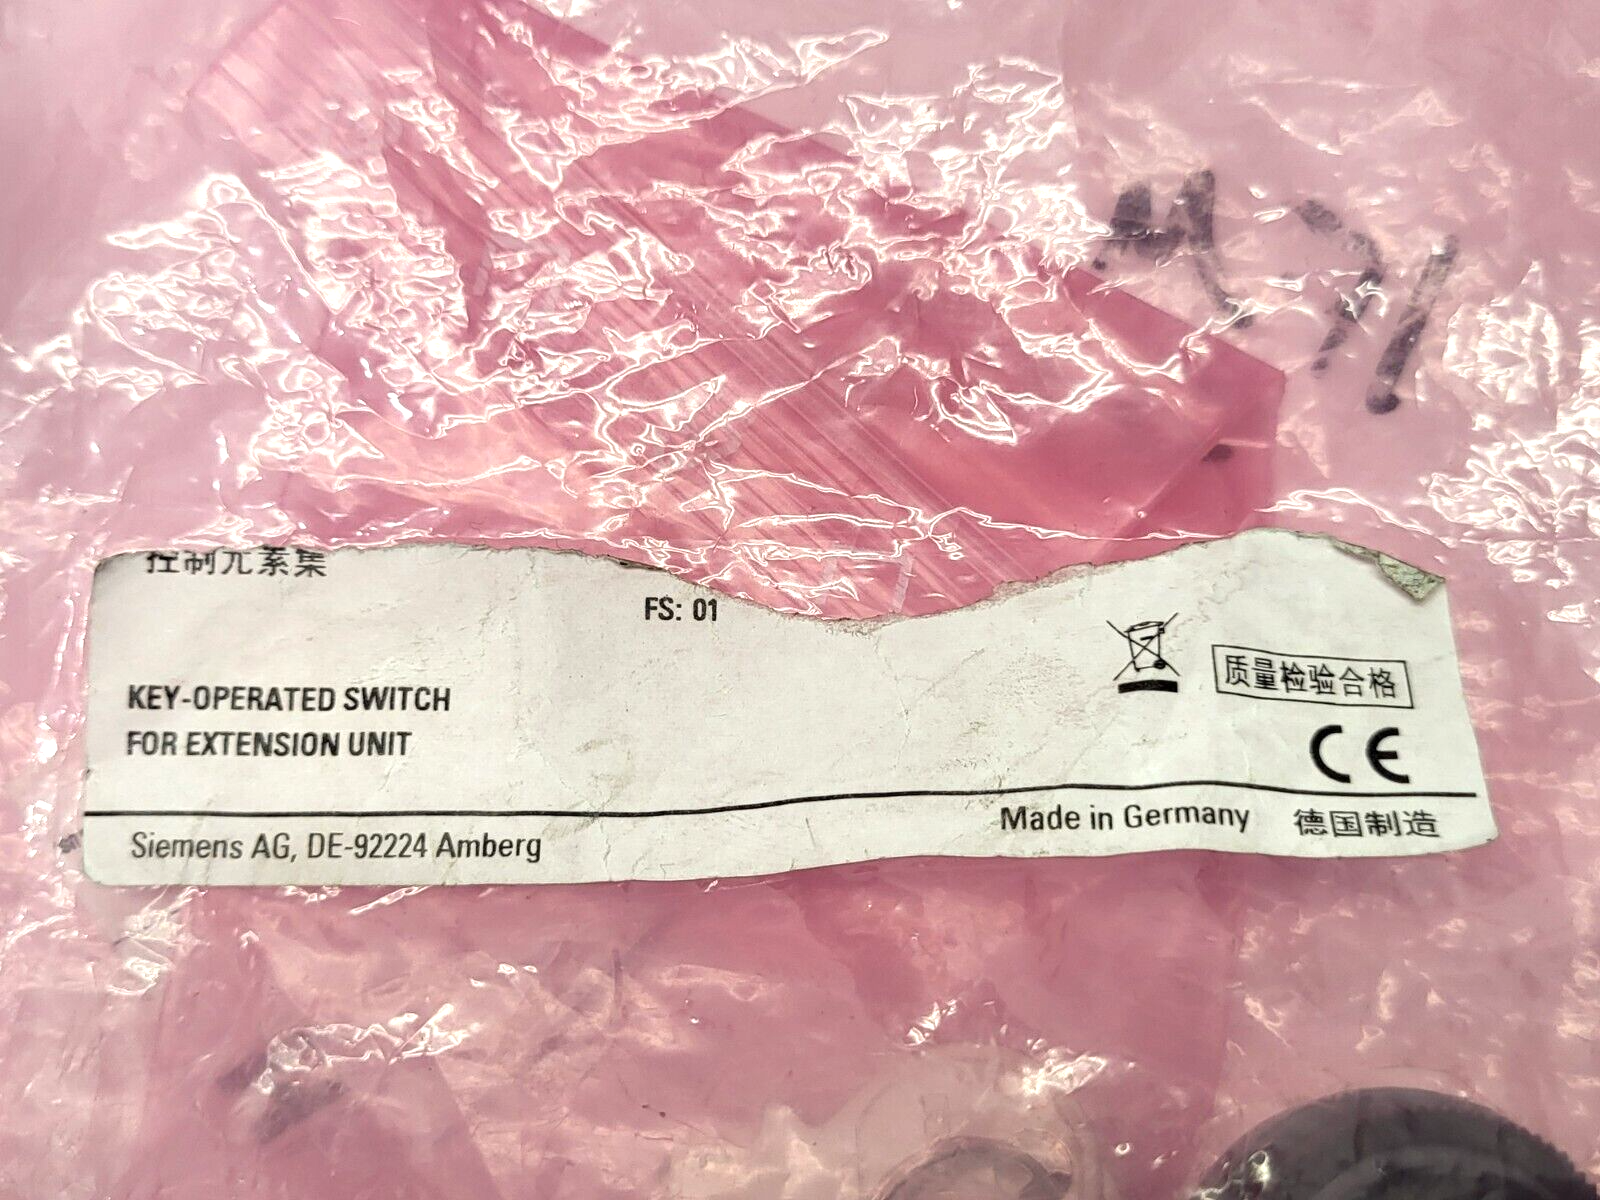 控制元素集
FS: 01
KEY-OPERATED SWITCH
FOR EXTENSION UNIT
质量检验合格
CE
Siemens AG, DE-92224 Amberg
Made in Germany 德国制造